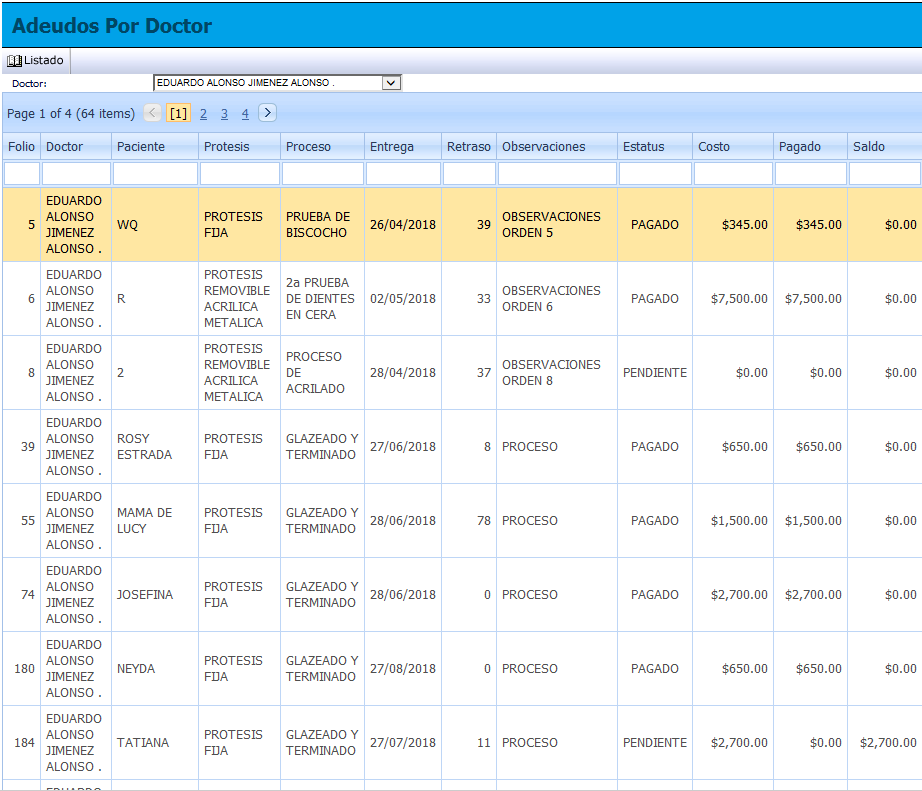 Adeudos Por Doctor
Listado
Doctor: EDUARDO ALONSO JIMENEZ ALONSO .
Page 1 of 4 (64 items) < [1] 2 3 4 >
Folio Doctor Paciente Protesis Proceso Entrega Retraso Observaciones Estatus Costo Pagado Saldo
5 EDUARDO ALONSO JIMENEZ ALONSO . WQ PROTESIS FIJA PRUEBA DE BISCOCHO 26/04/2018 39 OBSERVACIONES ORDEN 5 PAGADO $345.00 $345.00 $0.00
6 EDUARDO ALONSO JIMENEZ ALONSO . R PROTESIS REMOVIBLE ACRILICA METALICA 2a PRUEBA DE DIENTES EN CERA 02/05/2018 33 OBSERVACIONES ORDEN 6 PAGADO $7,500.00 $7,500.00 $0.00
8 EDUARDO ALONSO JIMENEZ ALONSO . 2 PROTESIS REMOVIBLE ACRILICA METALICA PROCESO DE ACRILADO 28/04/2018 37 OBSERVACIONES ORDEN 8 PENDIENTE $0.00 $0.00 $0.00
39 EDUARDO ALONSO JIMENEZ ALONSO . ROSY ESTRADA PROTESIS FIJA GLAZEADO Y TERMINADO 27/06/2018 8 PROCESO PAGADO $650.00 $650.00 $0.00
55 EDUARDO ALONSO JIMENEZ ALONSO . MAMA DE LUCY PROTESIS FIJA GLAZEADO Y TERMINADO 28/06/2018 78 PROCESO PAGADO $1,500.00 $1,500.00 $0.00
74 EDUARDO ALONSO JIMENEZ ALONSO . JOSEFINA PROTESIS FIJA GLAZEADO Y TERMINADO 28/06/2018 0 PROCESO PAGADO $2,700.00 $2,700.00 $0.00
180 EDUARDO ALONSO JIMENEZ ALONSO . NEYDA PROTESIS FIJA GLAZEADO Y TERMINADO 27/08/2018 0 PROCESO PAGADO $650.00 $650.00 $0.00
184 EDUARDO ALONSO JIMENEZ ALONSO . TATIANA PROTESIS FIJA GLAZEADO Y TERMINADO 27/07/2018 11 PROCESO PENDIENTE $2,700.00 $0.00 $2,700.00